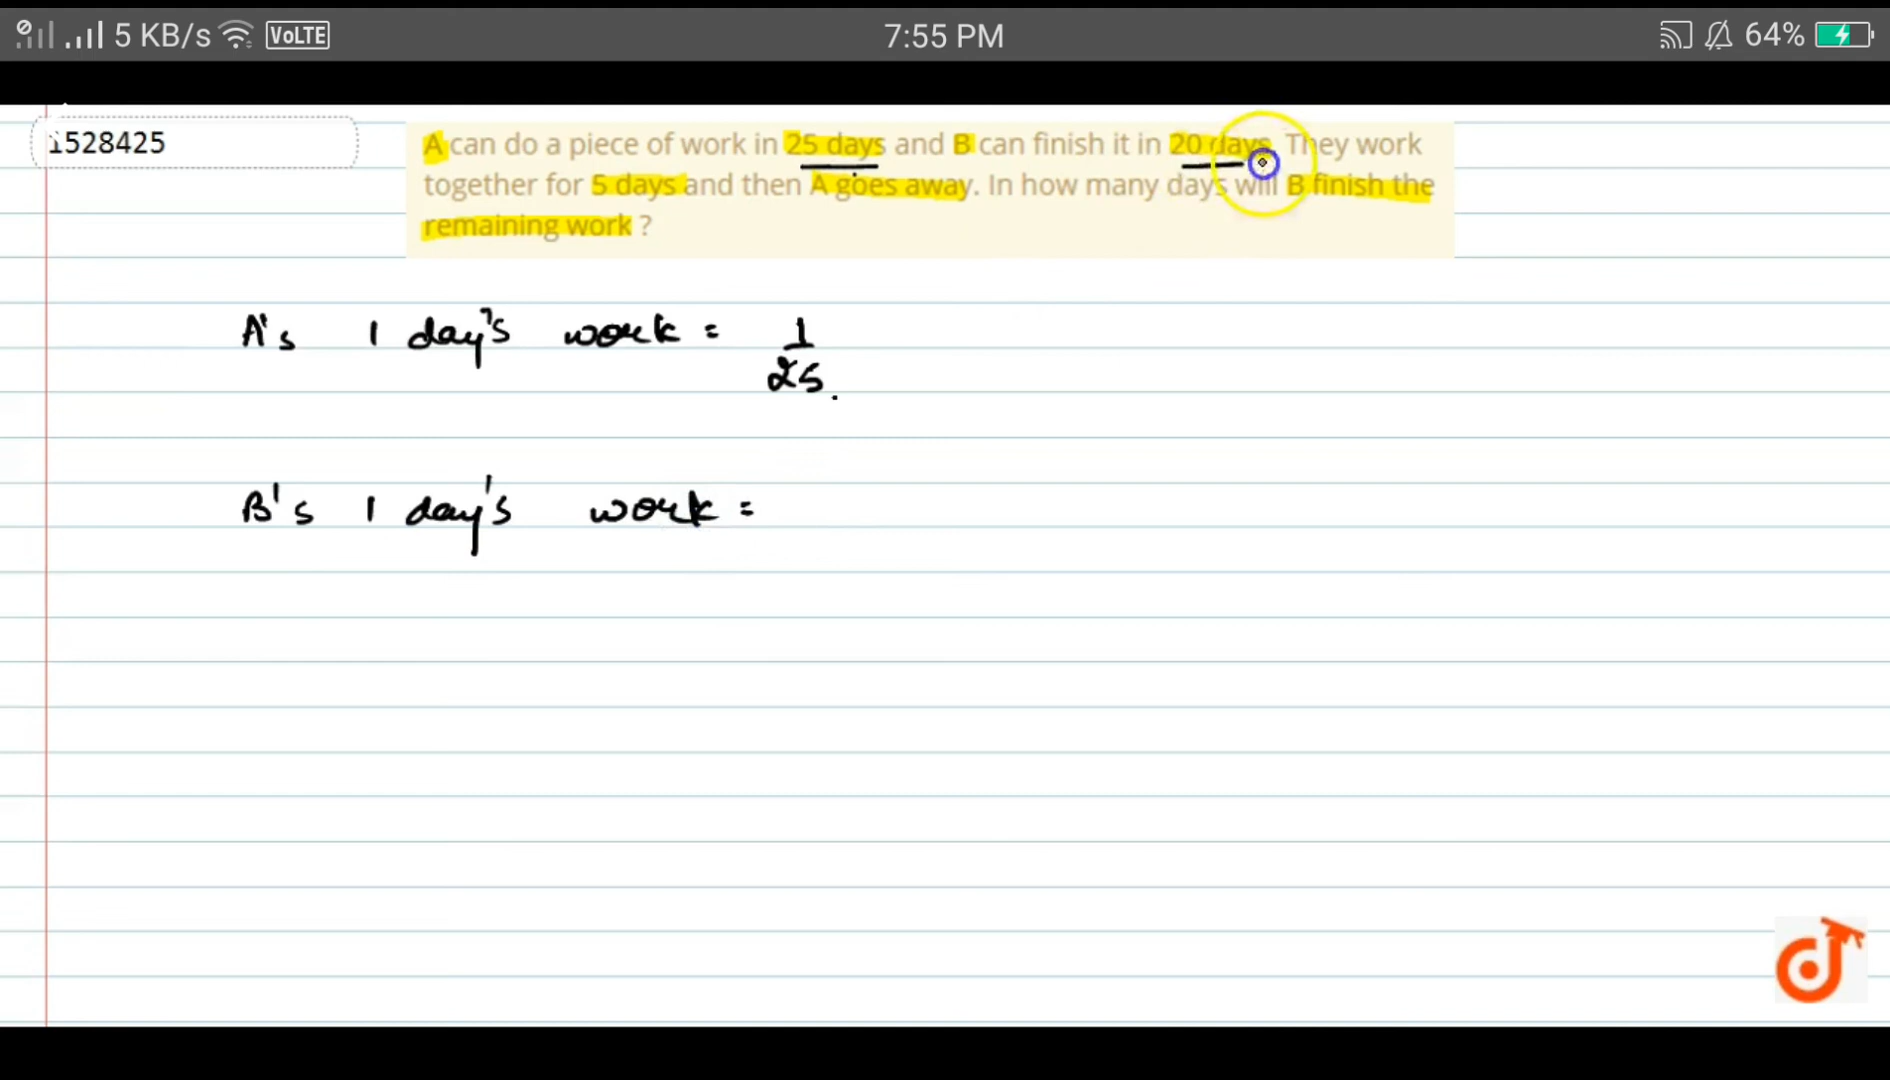 5 KB/s VoLTE 7:55 PM 64%
1528425
A can do a piece of work in 25 days and B can finish it in 20 days. They work
together for 5 days and then A goes away. In how many days will B finish the
remaining work ?
A's 1 day's work = 1
25.
B's 1 day's work =